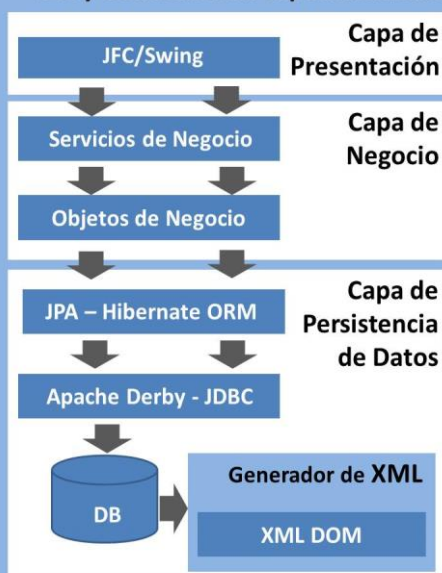 JFC/Swing
Capa de
Presentación
Servicios de Negocio
Objetos de Negocio
Capa de
Negocio
JPA – Hibernate ORM
Apache Derby - JDBC
Capa de
Persistencia
de Datos
DB
Generador de XML
XML DOM